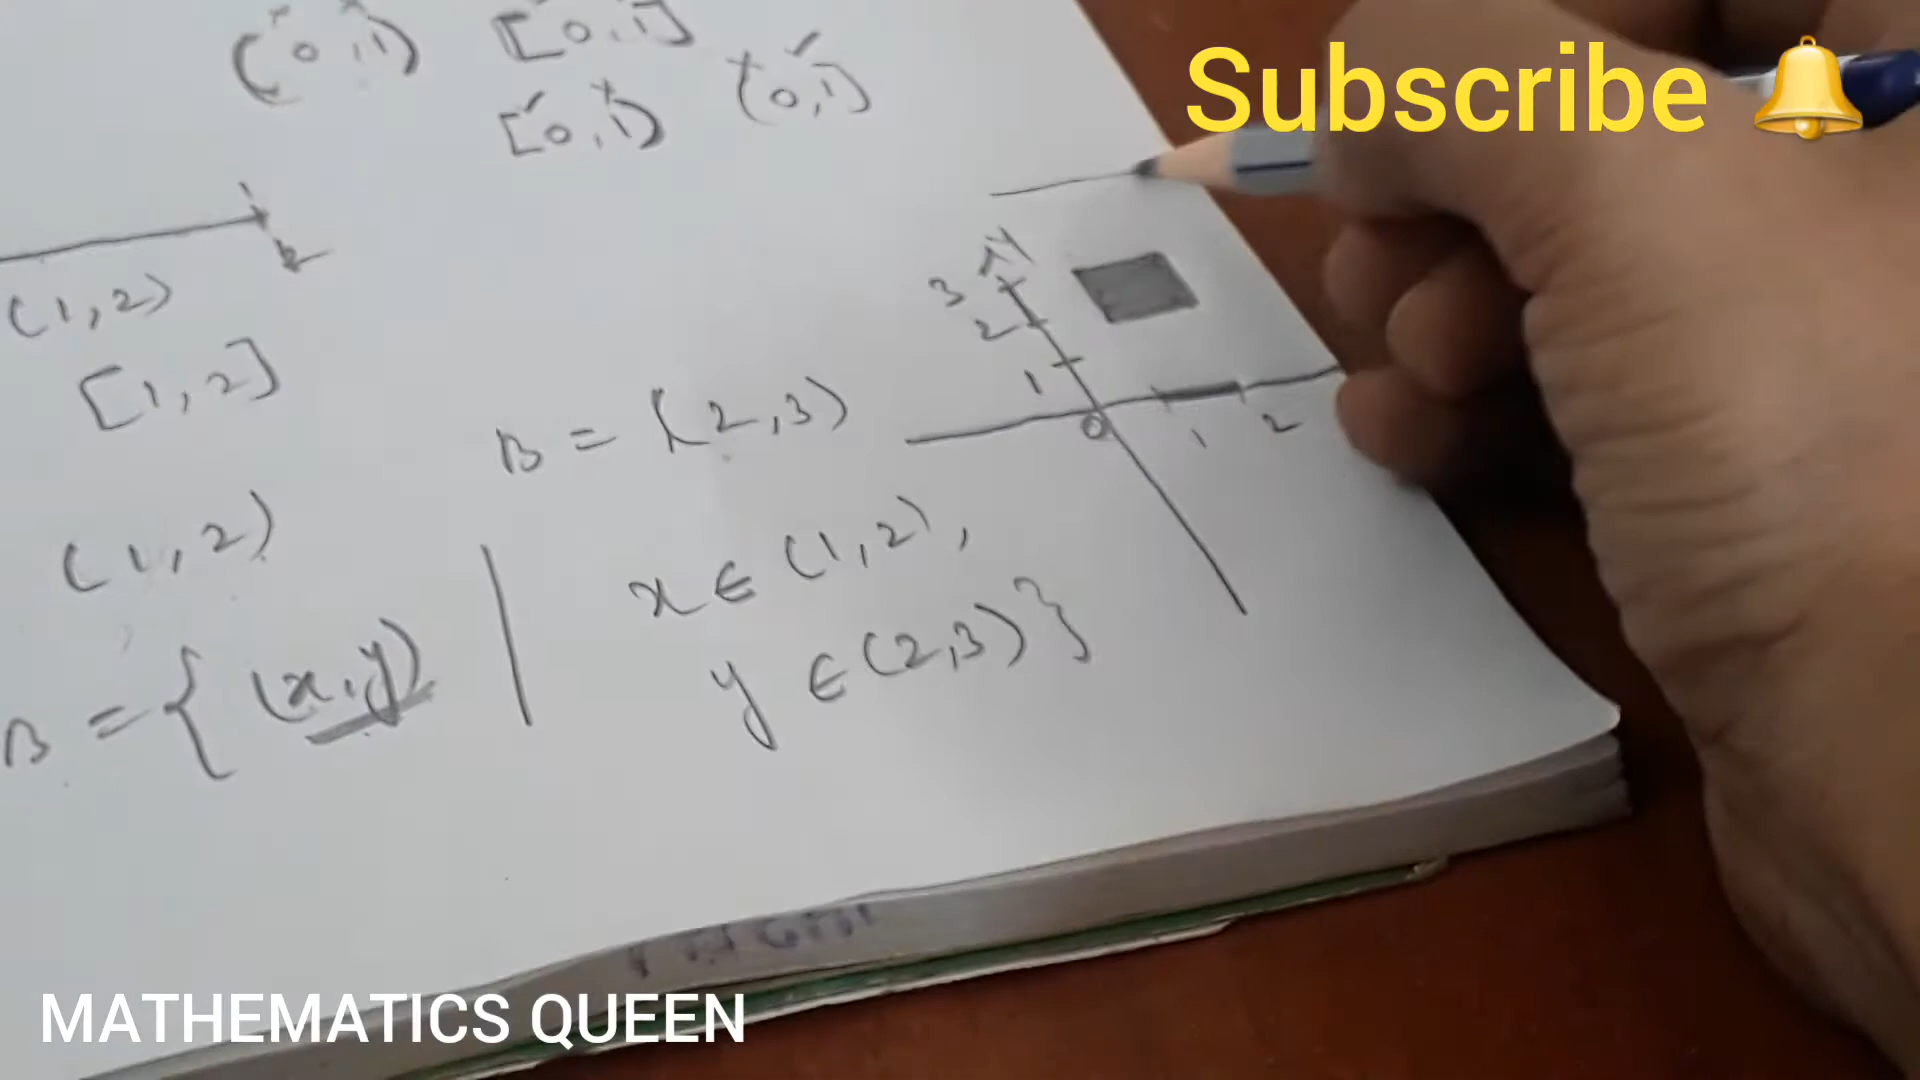 Subscribe 🔔
(0,1) [0,1]
[0,1) (0,1]
2
(1,2)
[1,2]
B = (2,3)
Y
3
2
1
0 1 2
(1,2)
x ∈ (1,2),
B = {(x,y) | y ∈ (2,3)}
MATHEMATICS QUEEN